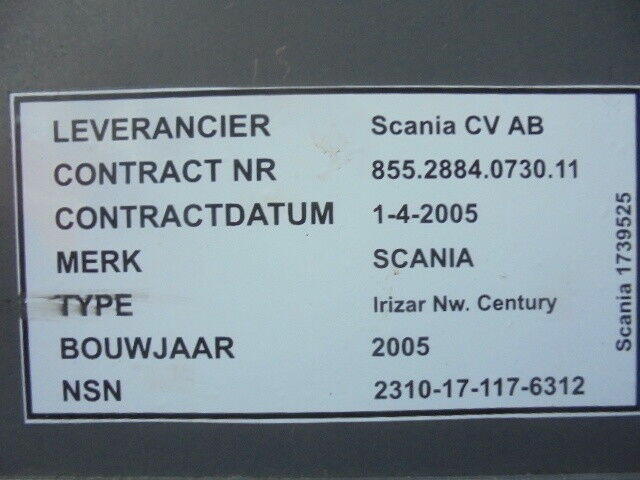 LEVERANCIER Scania CV AB
CONTRACT NR 855.2884.0730.11
CONTRACTDATUM 1-4-2005
MERK SCANIA
TYPE Irizar Nw. Century
BOUWJAAR 2005
NSN 2310-17-117-6312
Scania 1739525